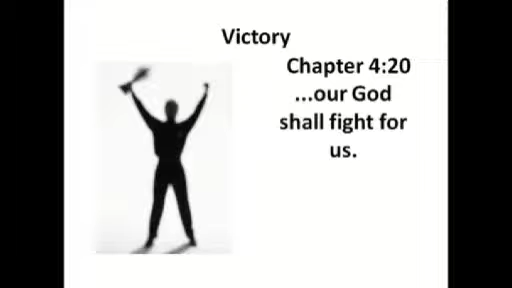 Victory
Chapter 4:20
...our God
shall fight for
us.